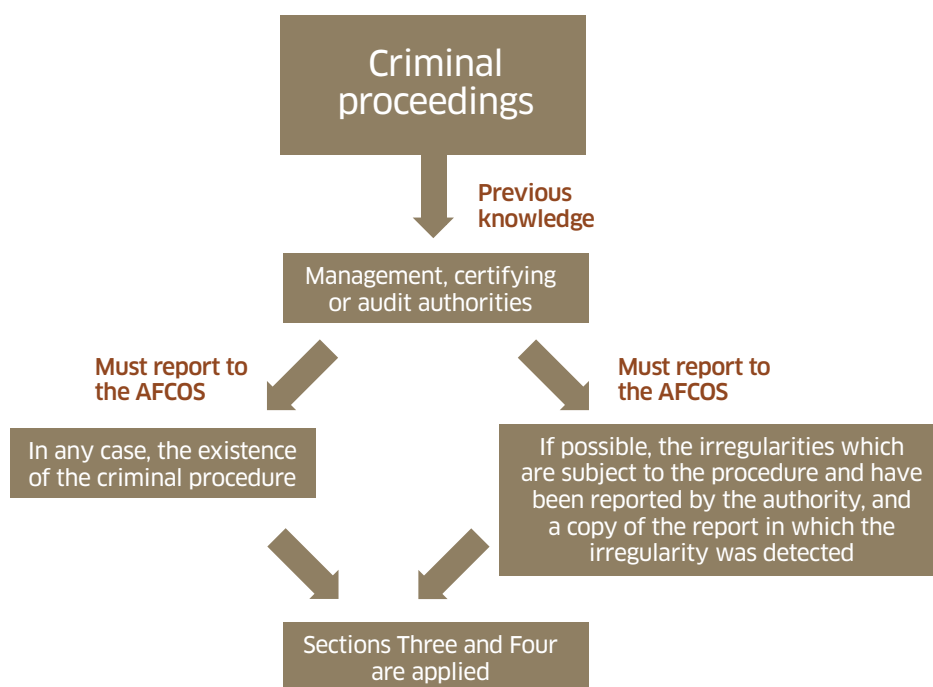 Criminal
proceedings
Previous
knowledge
Management, certifying
or audit authorities
Must report to
the AFCOS
Must report to
the AFCOS
In any case, the existence
of the criminal procedure
If possible, the irregularities which
are subject to the procedure and have
been reported by the authority, and
a copy of the report in which the
irregularity was detected
Sections Three and Four
are applied